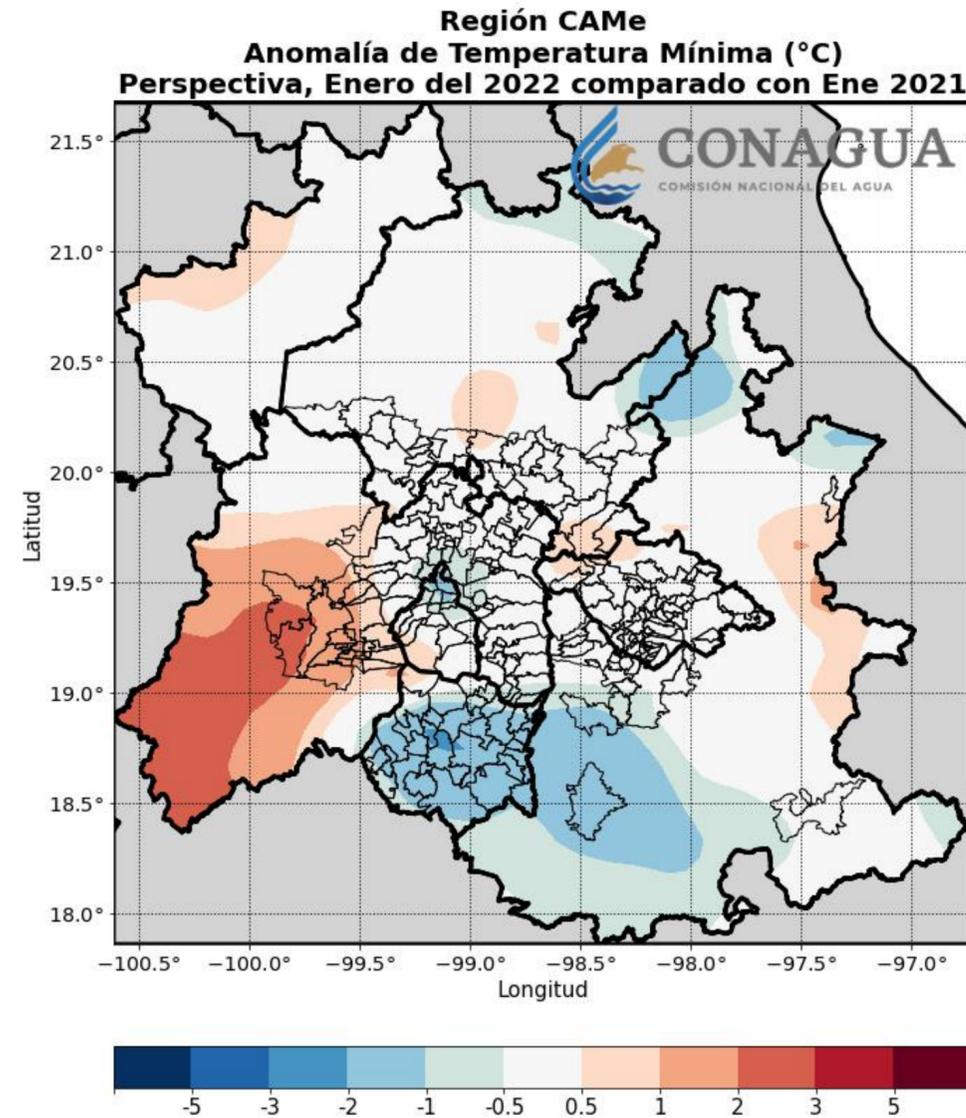 Región CAMe
Anomalía de Temperatura Mínima (°C)
Perspectiva, Enero del 2022 comparado con Ene 2021
CONAGUA
COMISIÓN NACIONAL DEL AGUA
21.5°
21.0°
20.5°
20.0°
19.5°
19.0°
18.5°
18.0°
Latitud
−100.5° −100.0° −99.5° −99.0° −98.5° −98.0° −97.5° −97.0°
Longitud
-5 -3 -2 -1 -0.5 0.5 1 2 3 5